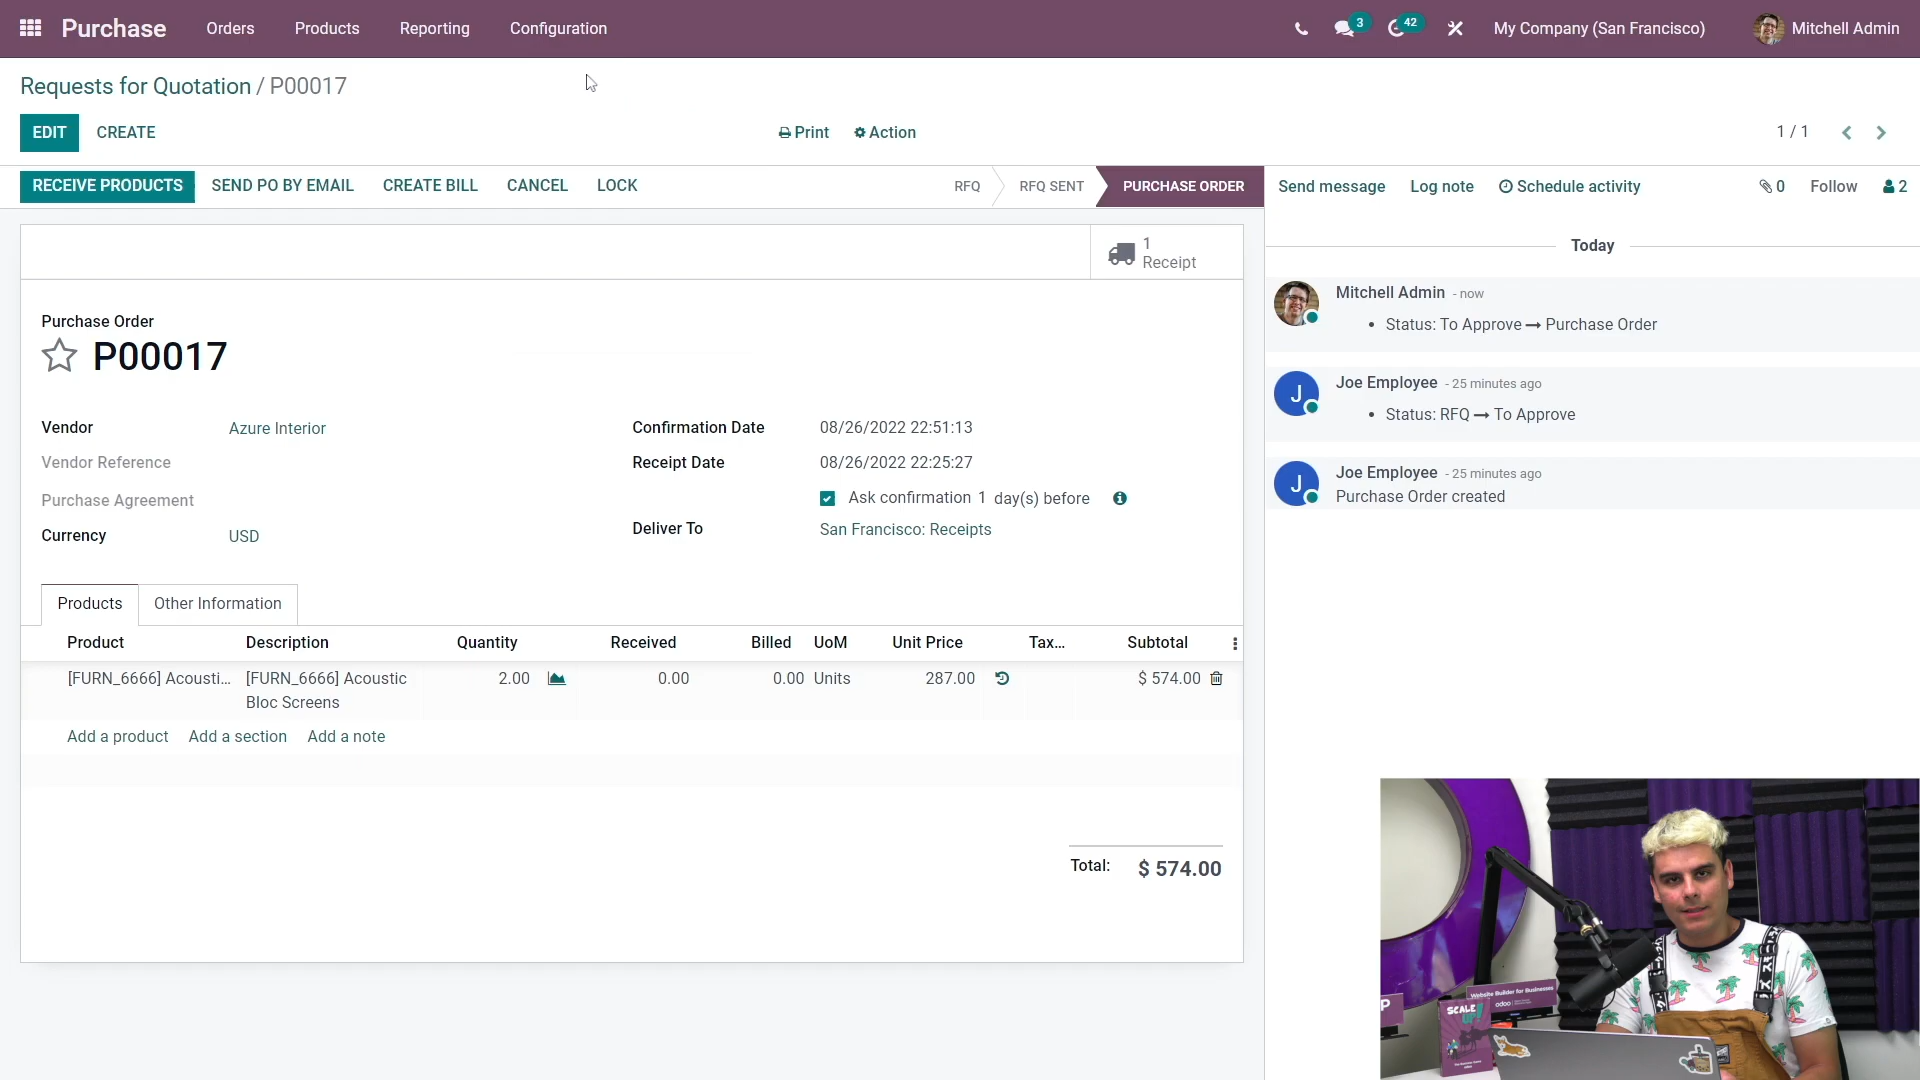 Purchase Orders Products Reporting Configuration 3 42 My Company (San Francisco) Mitchell Admin
Requests for Quotation / P00017
EDIT CREATE Print Action 1 / 1
RECEIVE PRODUCTS SEND PO BY EMAIL CREATE BILL CANCEL LOCK RFQ RFQ SENT PURCHASE ORDER
Send message Log note Schedule activity 0 Follow 2
1
Receipt
Purchase Order
P00017
Vendor Azure Interior
Vendor Reference
Purchase Agreement
Currency USD
Confirmation Date 08/26/2022 22:51:13
Receipt Date 08/26/2022 22:25:27
Ask confirmation 1 day(s) before
Deliver To San Francisco: Receipts
Products Other Information
Product Description Quantity Received Billed UoM Unit Price Tax... Subtotal
[FURN_6666] Acousti... [FURN_6666] Acoustic 2.00 0.00 0.00 Units 287.00 $ 574.00
Bloc Screens
Add a product Add a section Add a note
Total: $ 574.00
Today
Mitchell Admin - now
• Status: To Approve → Purchase Order
Joe Employee - 25 minutes ago
J
• Status: RFQ → To Approve
Joe Employee - 25 minutes ago
J
Purchase Order created
Website Builder for Businesses
odoo
SCALE
UP!